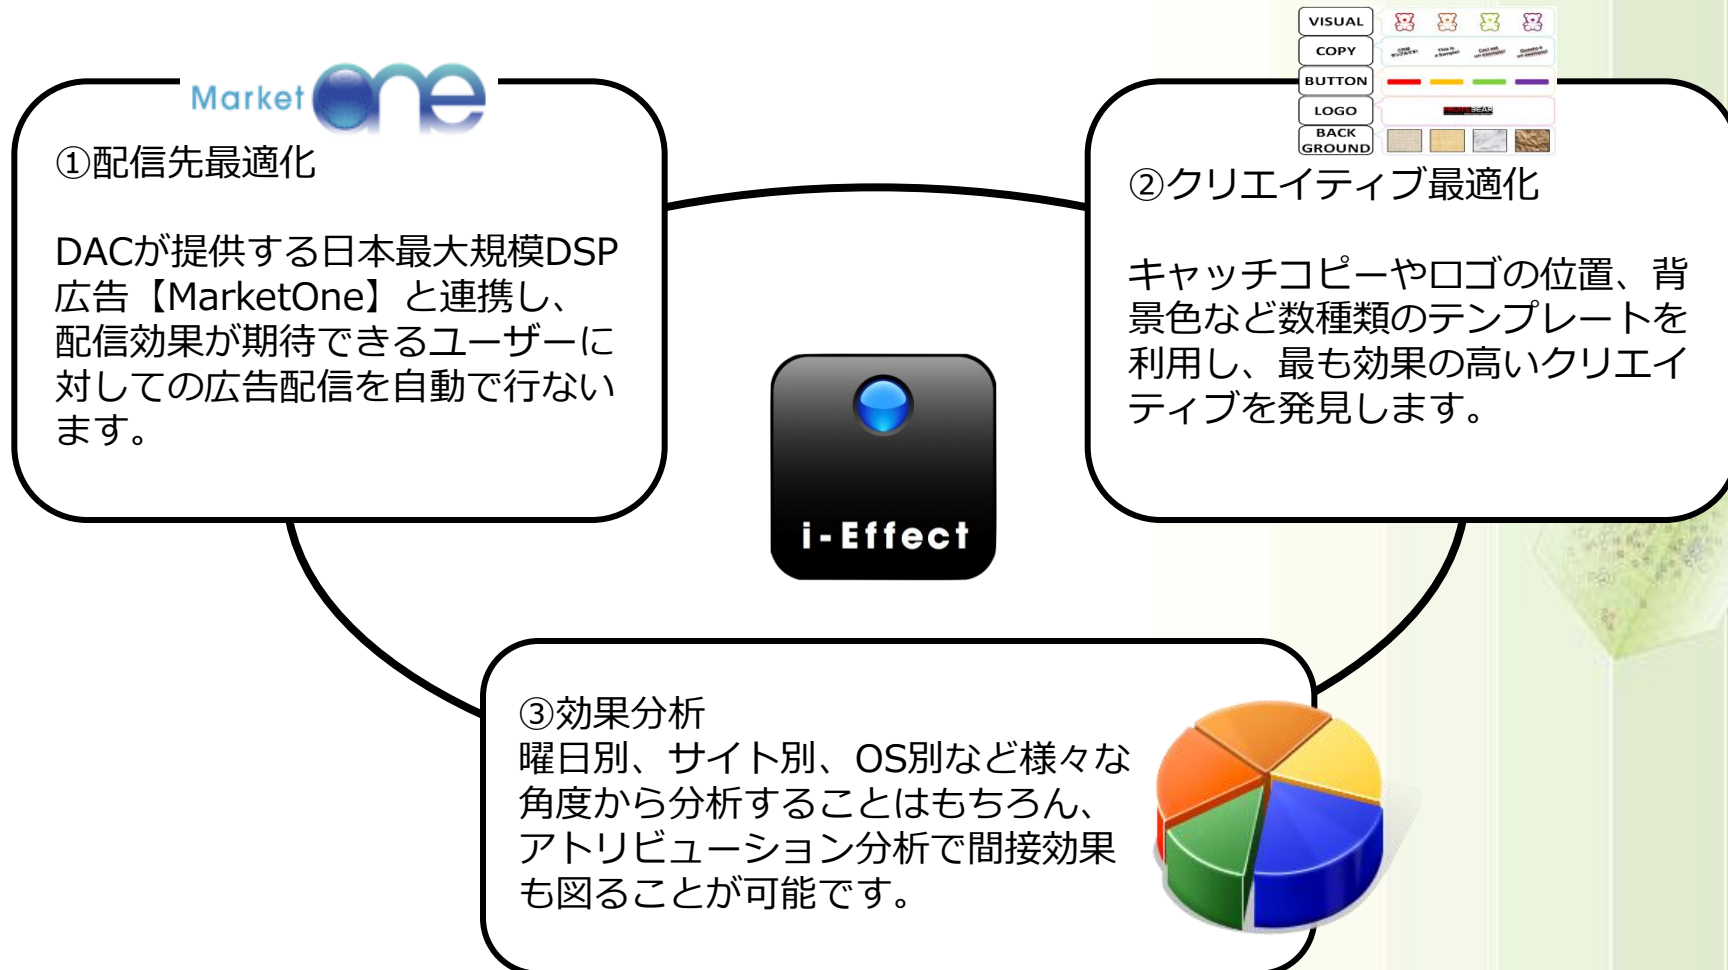 Market One
①配信先最適化
DACが提供する日本最大規模DSP
広告【MarketOne】と連携し、
配信効果が期待できるユーザーに
対しての広告配信を自動で行ない
ます。
VISUAL
COPY
BUTTON
LOGO
BACK
GROUND
②クリエイティブ最適化
キャッチコピーやロゴの位置、背
景色など数種類のテンプレートを
利用し、最も効果の高いクリエイ
ティブを発見します。
i-Effect
③効果分析
曜日別、サイト別、OS別など様々な
角度から分析することはもちろん、
アトリビューション分析で間接効果
も図ることが可能です。